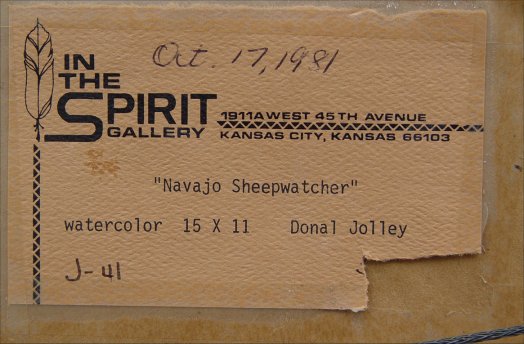 Oct. 17, 1981
IN
THE
SPIRIT
GALLERY
1911A WEST 45TH AVENUE
KANSAS CITY, KANSAS 66103
"Navajo Sheepwatcher"
watercolor 15 X 11 Donal Jolley
J-41